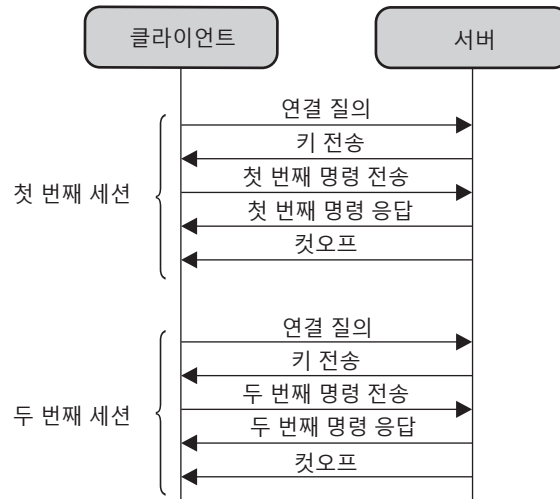 클라이언트
서버
연결 질의
키 전송
첫 번째 명령 전송
첫 번째 세션
첫 번째 명령 응답
컷오프
연결 질의
키 전송
두 번째 명령 전송
두 번째 세션
두 번째 명령 응답
컷오프